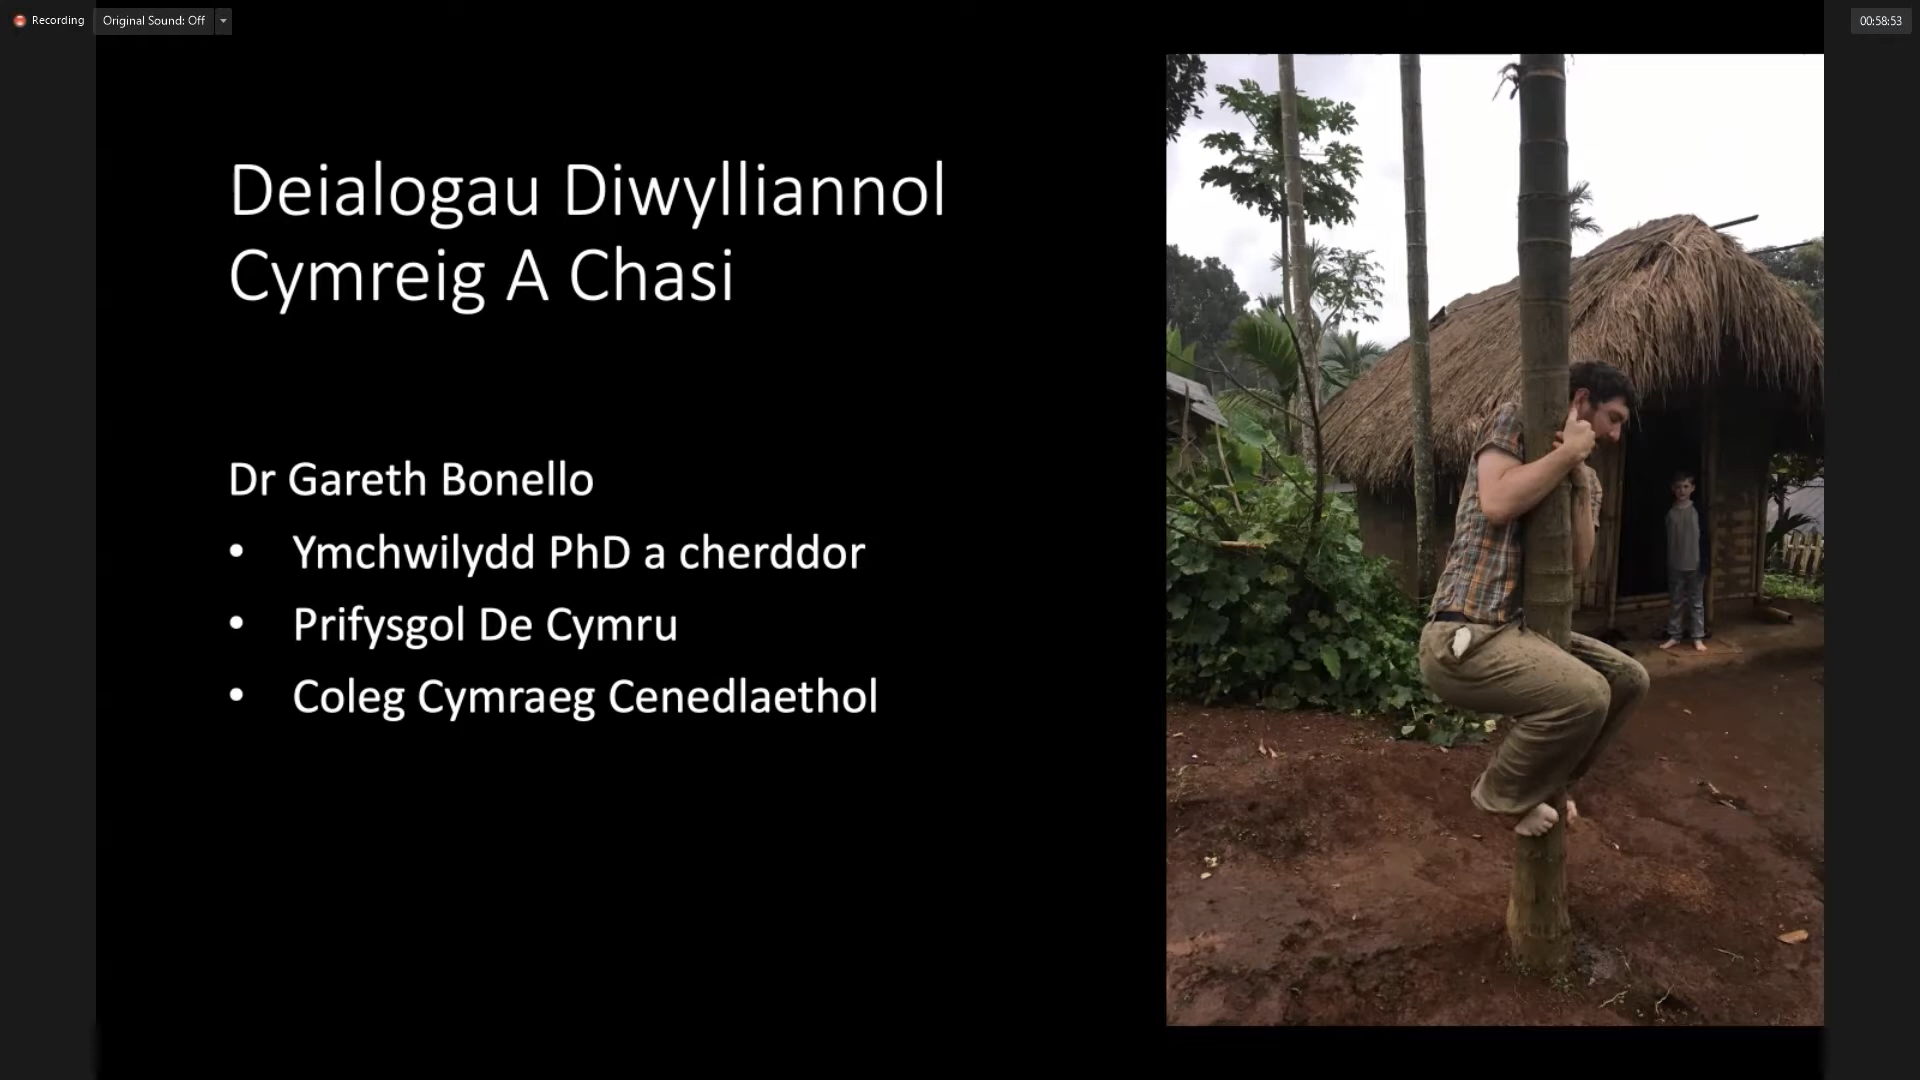 Recording
Original Sound: Off
00:58:53
Deialogau Diwylliannol
Cymreig A Chasi
Dr Gareth Bonello
• Ymchwilydd PhD a cherddor
• Prifysgol De Cymru
• Coleg Cymraeg Cenedlaethol